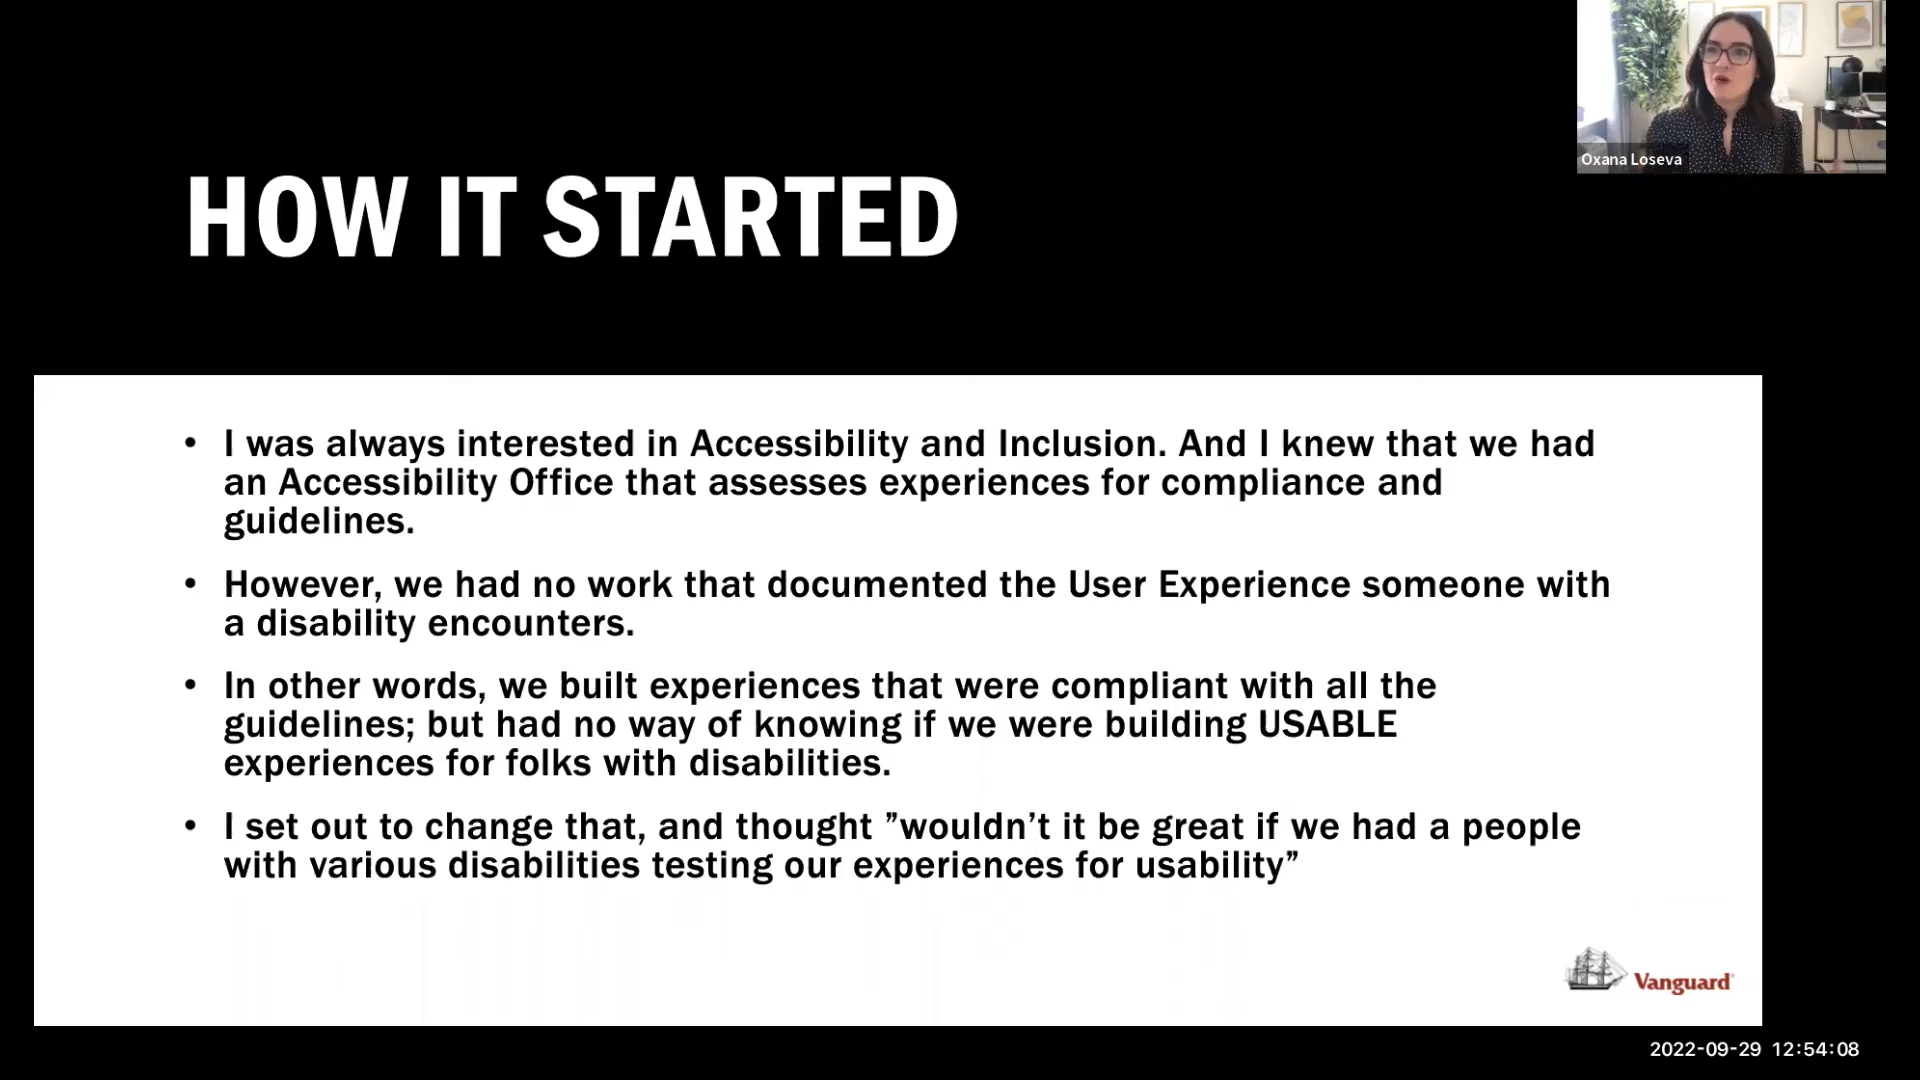 Oxana Loseva
HOW IT STARTED
• I was always interested in Accessibility and Inclusion. And I knew that we had
an Accessibility Office that assesses experiences for compliance and
guidelines.
• However, we had no work that documented the User Experience someone with
a disability encounters.
• In other words, we built experiences that were compliant with all the
guidelines; but had no way of knowing if we were building USABLE
experiences for folks with disabilities.
• I set out to change that, and thought ”wouldn’t it be great if we had a people
with various disabilities testing our experiences for usability”
Vanguard
2022-09-29 12:54:08